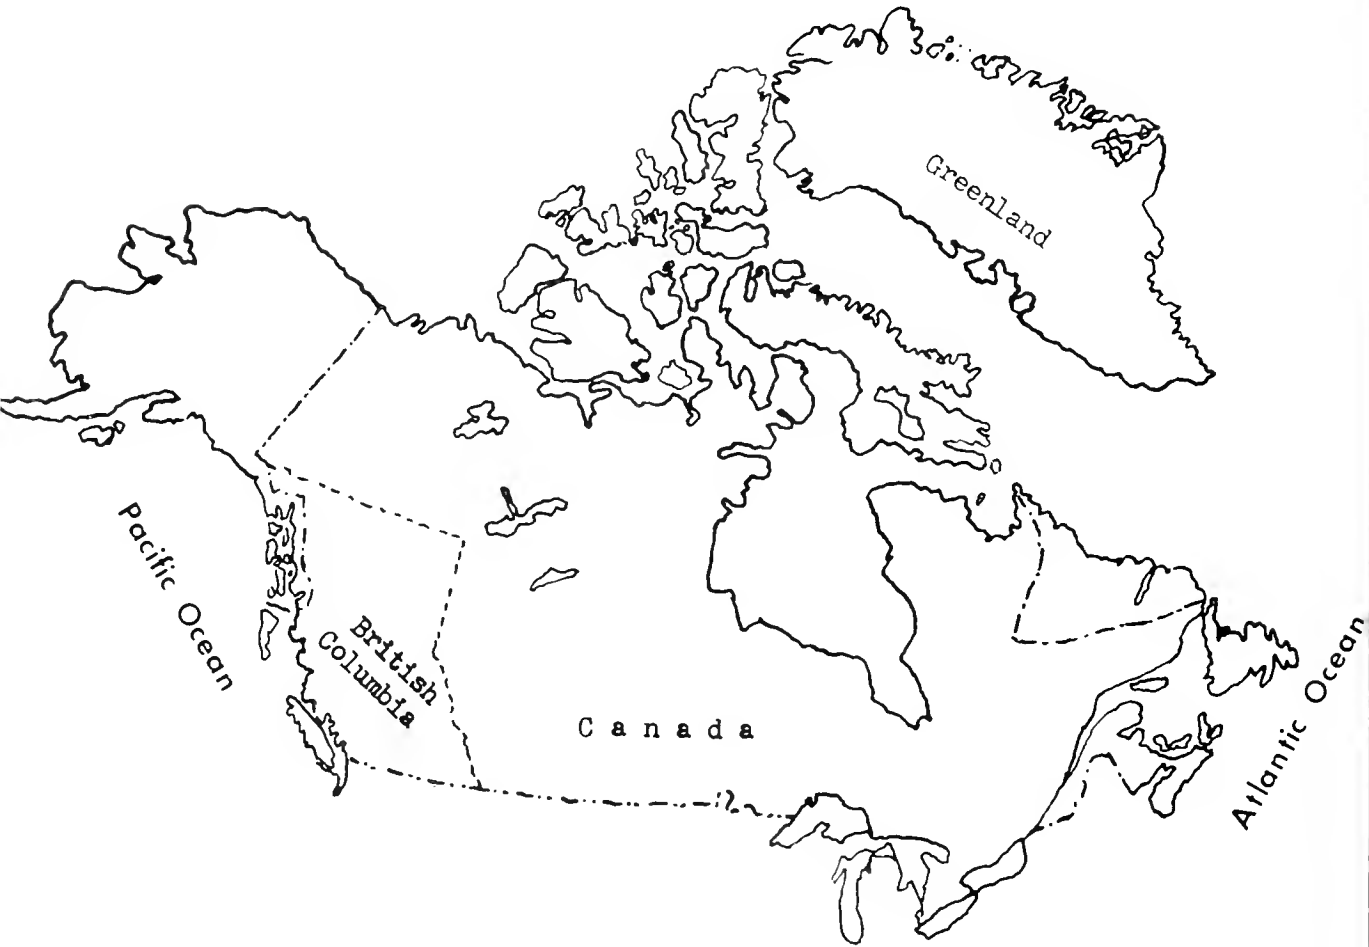 Greenland
Pacific Ocean
British
Columbia
Canada
Atlantic Ocean